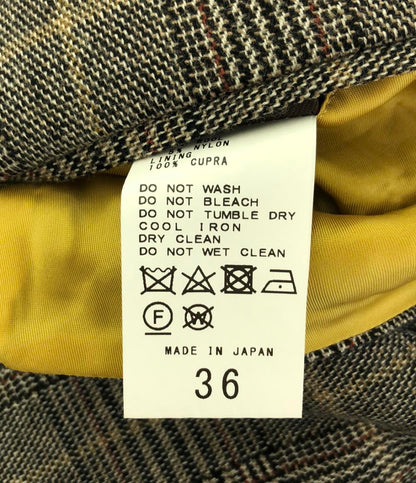 NYLON
LINING
100% CUPRA
DO NOT WASH
DO NOT BLEACH
DO NOT TUMBLE DRY
COOL IRON
DRY CLEAN
DO NOT WET CLEAN
F W
MADE IN JAPAN
36